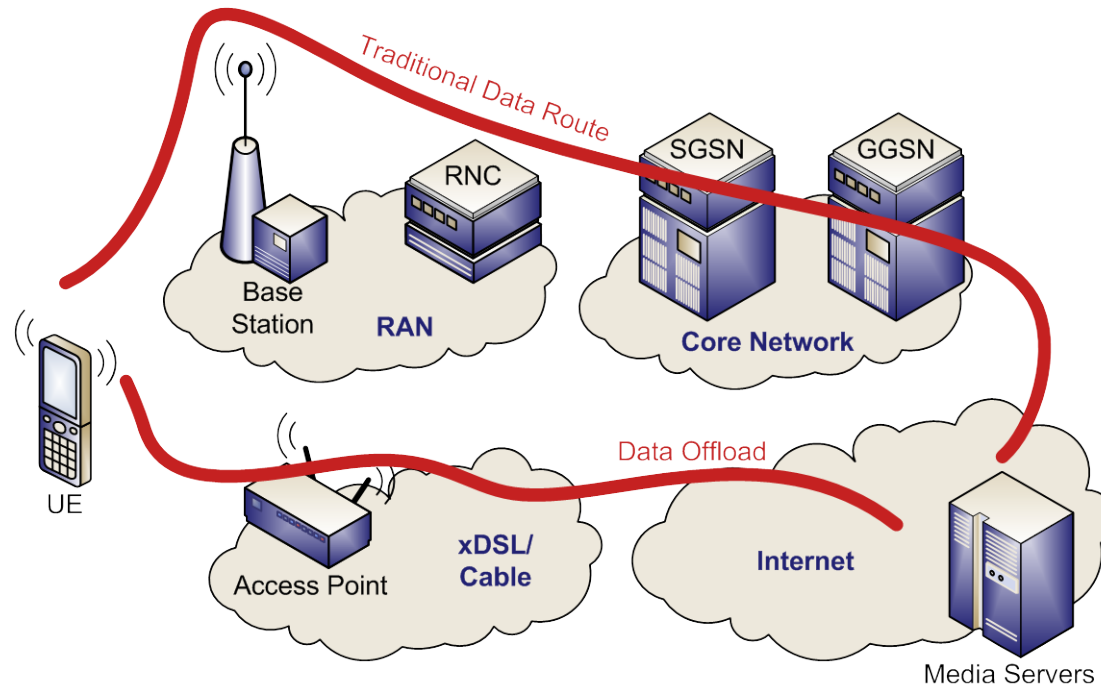 Traditional Data Route
SGSN
GGSN
RNC
Base
Station
RAN
Core Network
UE
Data Offload
xDSL/
Cable
Access Point
Internet
Media Servers